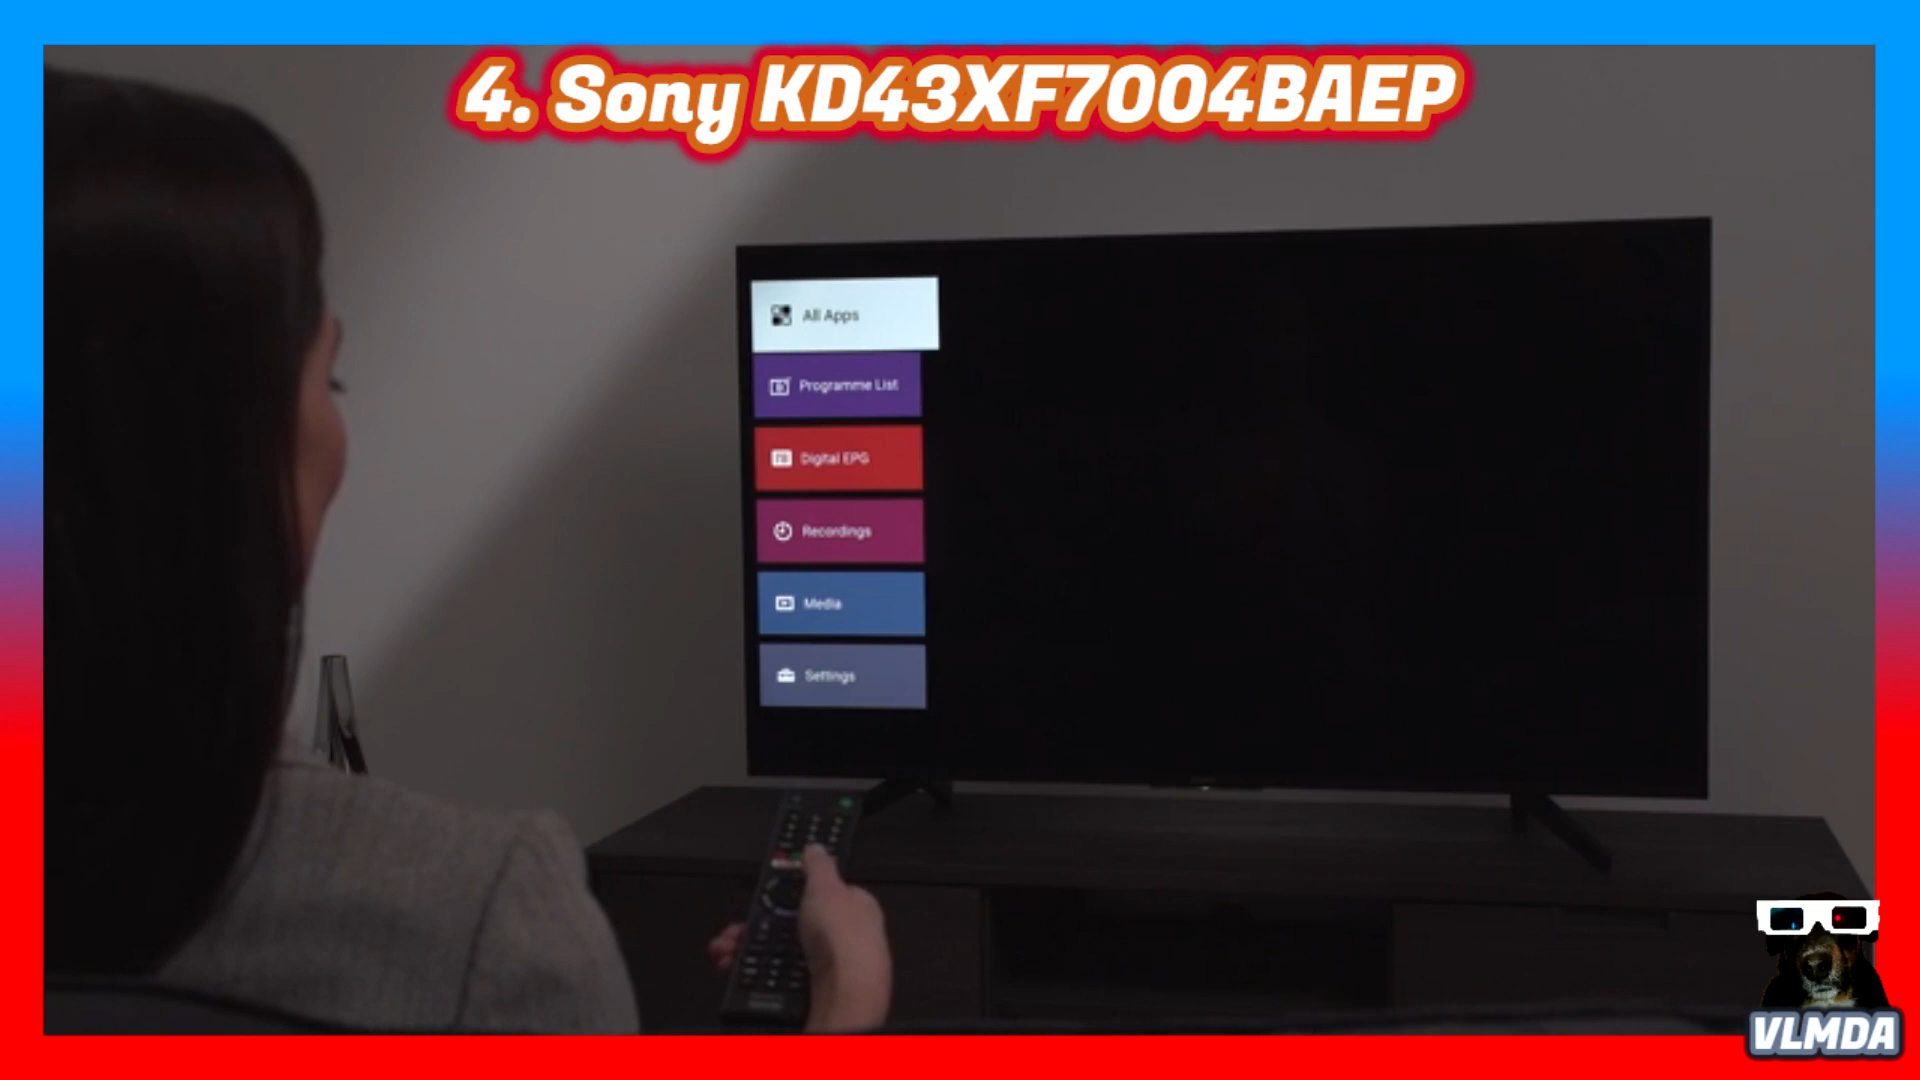 4. Sony KD43XF7004BAEP
All Apps
Programme List
Digital EPG
Recordings
Media
Settings
VLMDA